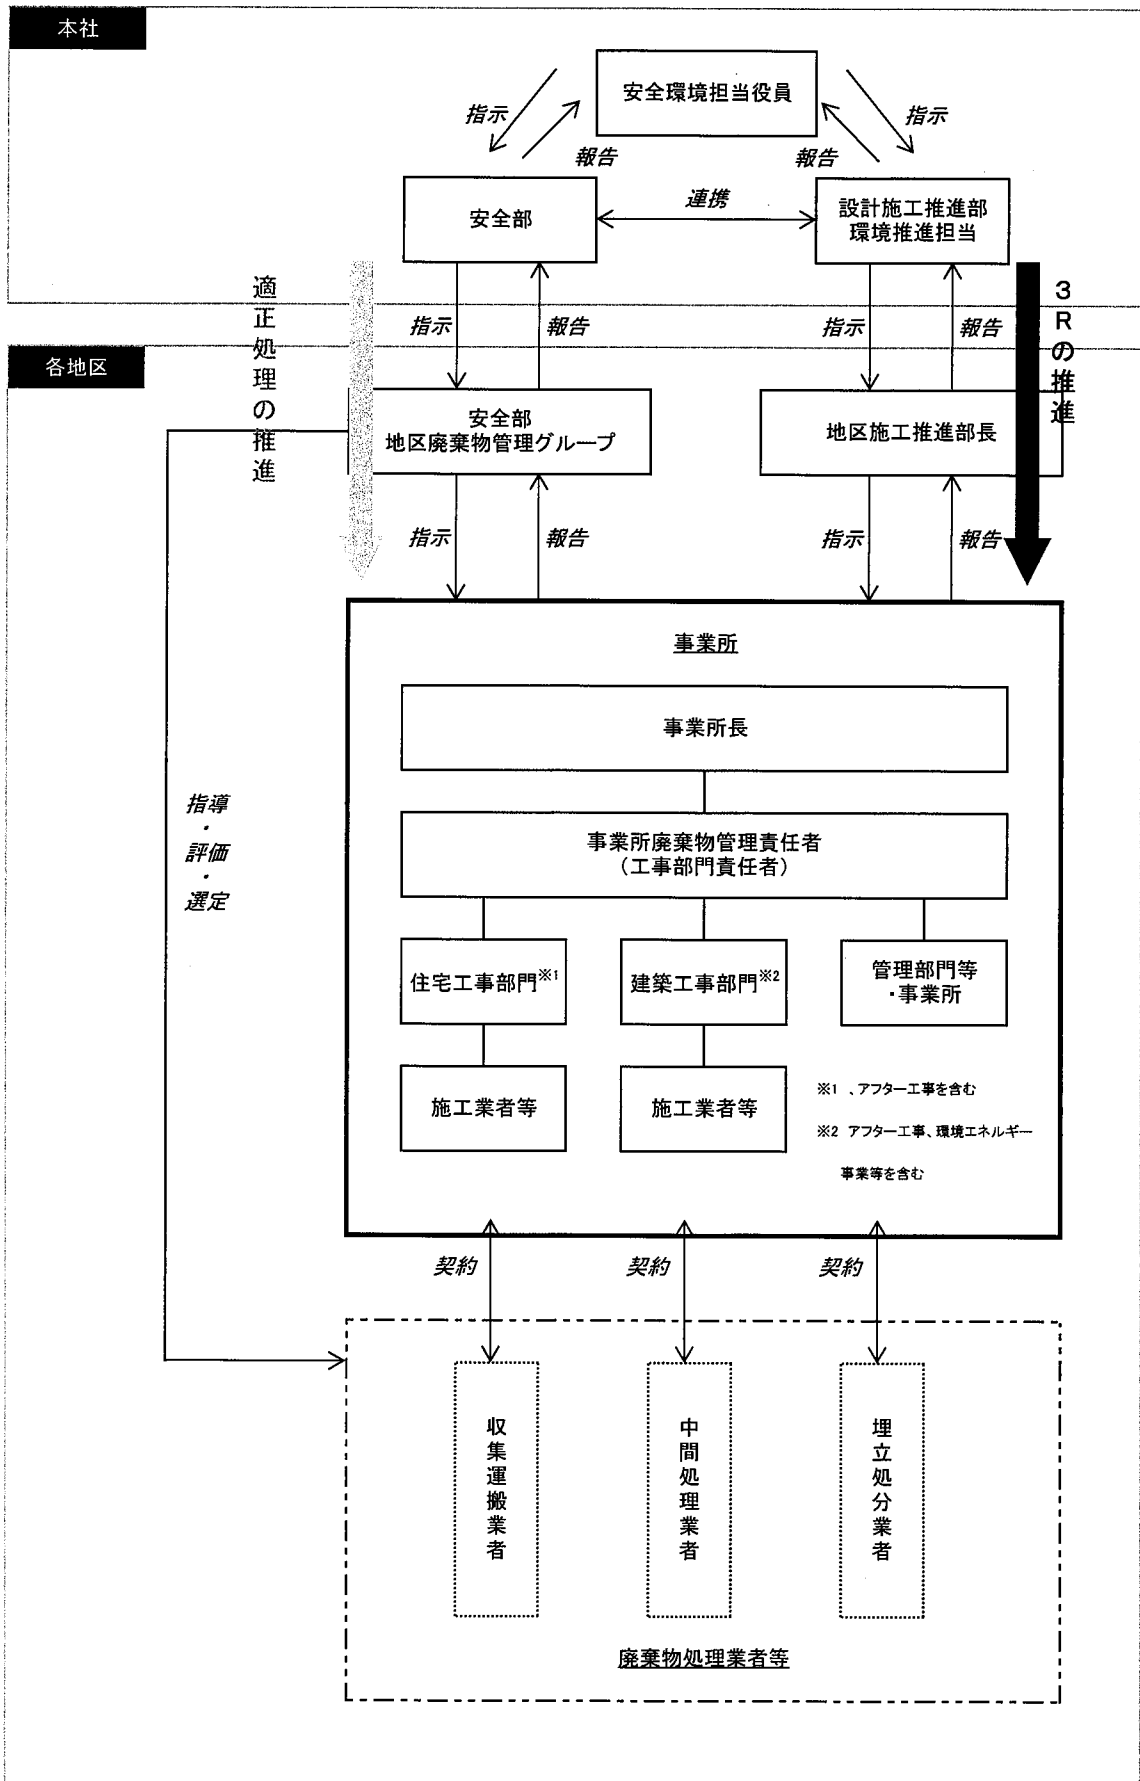 本社
安全環境担当役員
指示
報告
報告
指示
安全部
連携
設計施工推進部
環境推進担当
適正処理の推進
3Rの推進
指示
報告
指示
報告
各地区
安全部
地区廃棄物管理グループ
地区施工推進部長
指示
報告
指示
報告
事業所
事業所長
指導
・
評価
・
選定
事業所廃棄物管理責任者
（工事部門責任者）
住宅工事部門※1
建築工事部門※2
管理部門等
・事業所
施工業者等
施工業者等
※1 、アフター工事を含む
※2 アフター工事、環境エネルギー
事業等を含む
契約
契約
契約
収集運搬業者
中間処理業者
埋立処分業者
廃棄物処理業者等